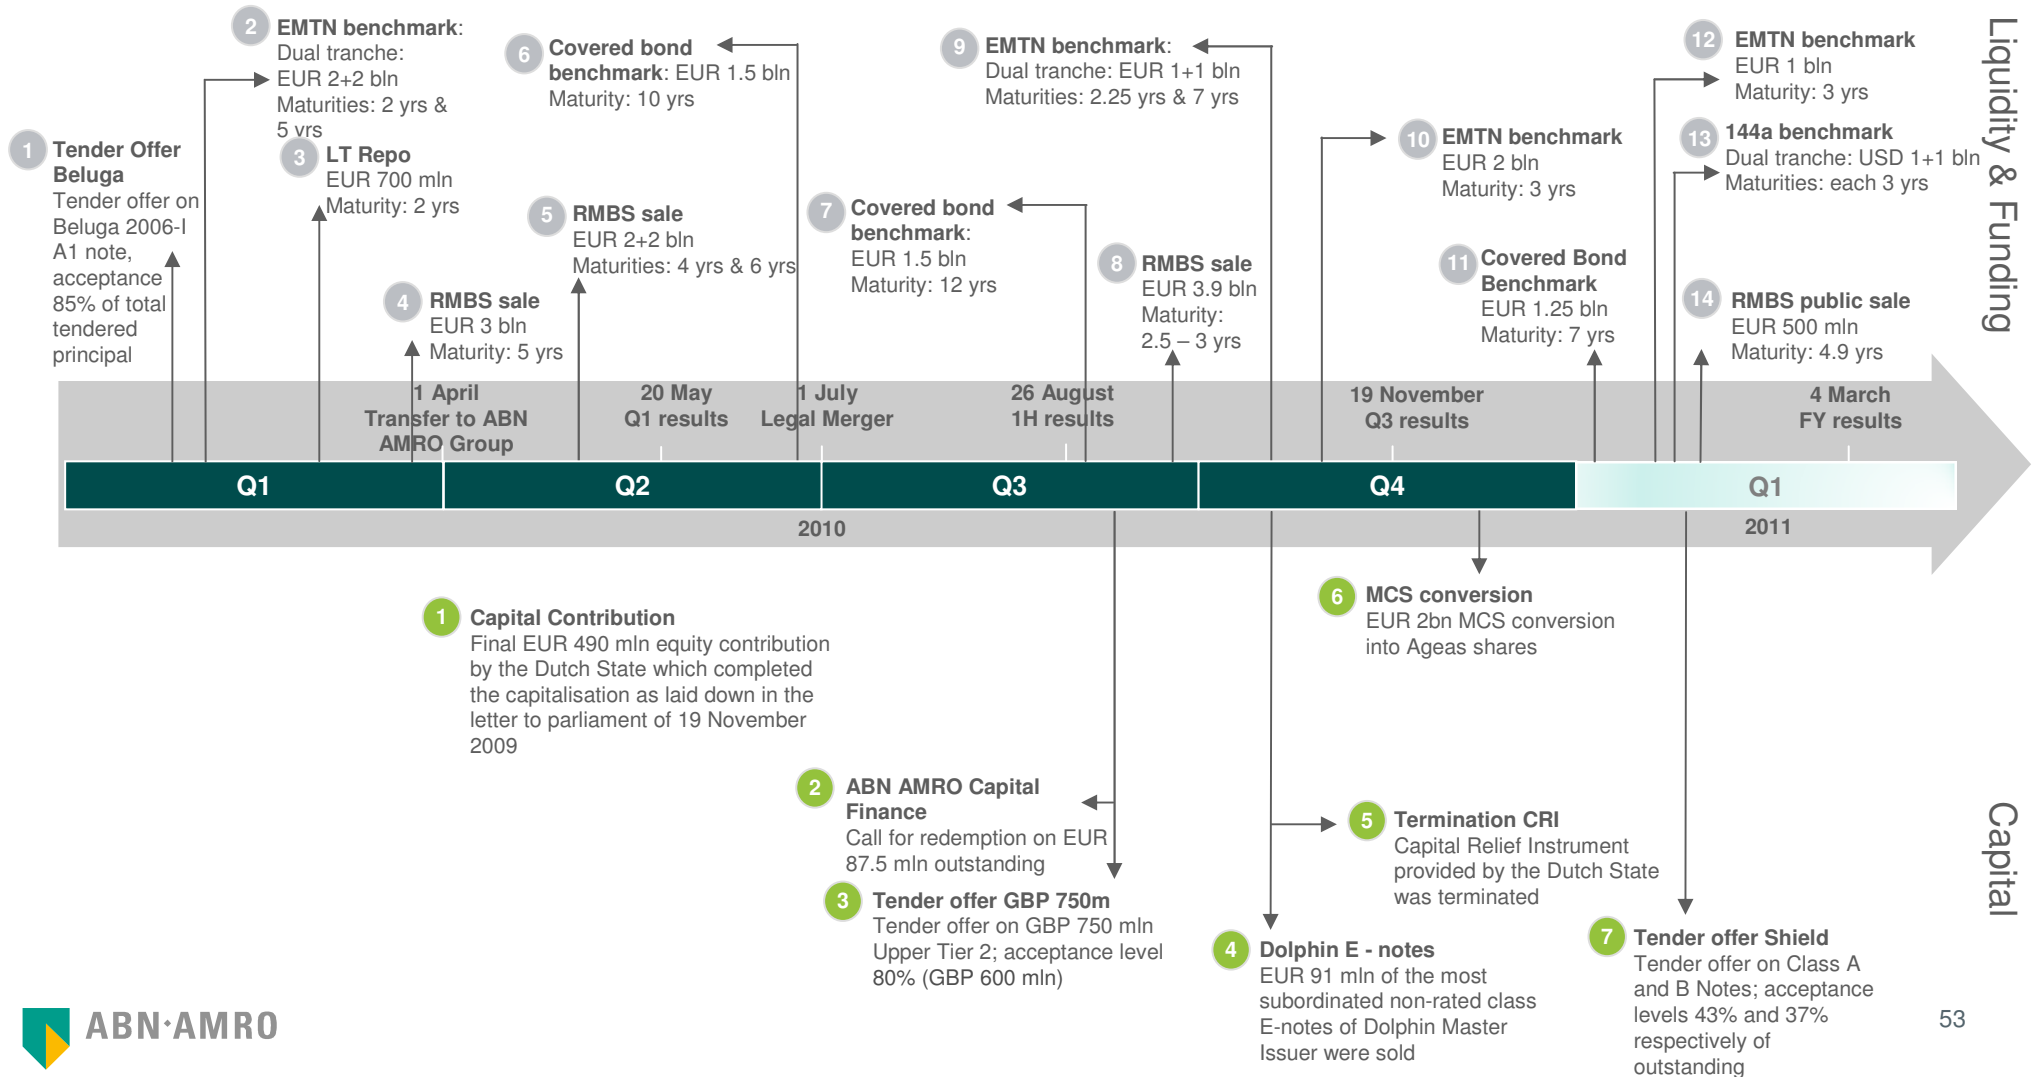 2
EMTN benchmark:
Dual tranche:
EUR 2+2 bln
Maturities: 2 yrs &
5 yrs
6
Covered bond
benchmark: EUR 1.5 bln
Maturity: 10 yrs
9
EMTN benchmark:
Dual tranche: EUR 1+1 bln
Maturities: 2.25 yrs & 7 yrs
12
EMTN benchmark
EUR 1 bln
Maturity: 3 yrs
Liquidity & Funding
1
Tender Offer
Beluga
Tender offer on
Beluga 2006-I
A1 note,
acceptance
85% of total
tendered
principal
3
LT Repo
EUR 700 mln
Maturity: 2 yrs
4
RMBS sale
EUR 3 bln
Maturity: 5 yrs
5
RMBS sale
EUR 2+2 bln
Maturities: 4 yrs & 6 yrs
7
Covered bond
benchmark:
EUR 1.5 bln
Maturity: 12 yrs
8
RMBS sale
EUR 3.9 bln
Maturity:
2.5 – 3 yrs
10
EMTN benchmark
EUR 2 bln
Maturity: 3 yrs
11
Covered Bond
Benchmark
EUR 1.25 bln
Maturity: 7 yrs
13
144a benchmark
Dual tranche: USD 1+1 bln
Maturities: each 3 yrs
14
RMBS public sale
EUR 500 mln
Maturity: 4.9 yrs
1 April
Transfer to ABN
AMRO Group
20 May
Q1 results
1 July
Legal Merger
26 August
1H results
19 November
Q3 results
4 March
FY results
Q1
Q2
Q3
Q4
Q1
2010
2011
1
Capital Contribution
Final EUR 490 mln equity contribution
by the Dutch State which completed
the capitalisation as laid down in the
letter to parliament of 19 November
2009
2
ABN AMRO Capital
Finance
Call for redemption on EUR
87.5 mln outstanding
3
Tender offer GBP 750m
Tender offer on GBP 750 mln
Upper Tier 2; acceptance level
80% (GBP 600 mln)
6
MCS conversion
EUR 2bn MCS conversion
into Ageas shares
5
Termination CRI
Capital Relief Instrument
provided by the Dutch State
was terminated
4
Dolphin E - notes
EUR 91 mln of the most
subordinated non-rated class
E-notes of Dolphin Master
Issuer were sold
7
Tender offer Shield
Tender offer on Class A
and B Notes; acceptance
levels 43% and 37%
respectively of
outstanding
Capital
ABN·AMRO
53